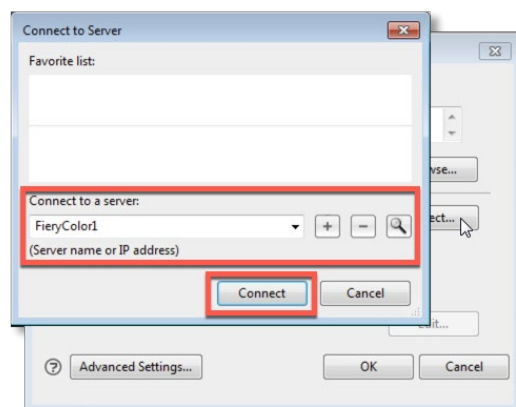 Connect to Server
Favorite list:
Connect to a server:
FieryColor1
(Server name or IP address)
Connect Cancel
Advanced Settings... OK Cancel